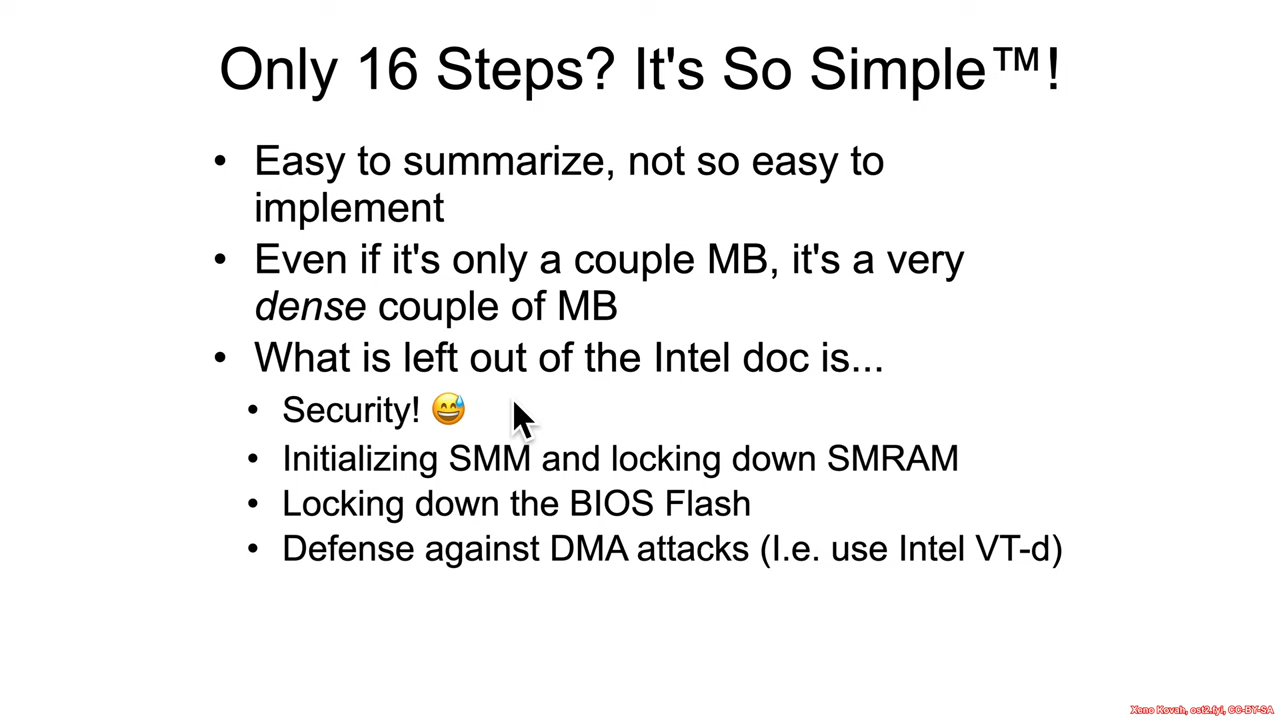 Only 16 Steps? It's So Simple™!
• Easy to summarize, not so easy to
implement
• Even if it's only a couple MB, it's a very
dense couple of MB
• What is left out of the Intel doc is...
• Security! 😅
• Initializing SMM and locking down SMRAM
• Locking down the BIOS Flash
• Defense against DMA attacks (I.e. use Intel VT-d)
Xeno Kovah, ost2.fyi, CC-BY-SA